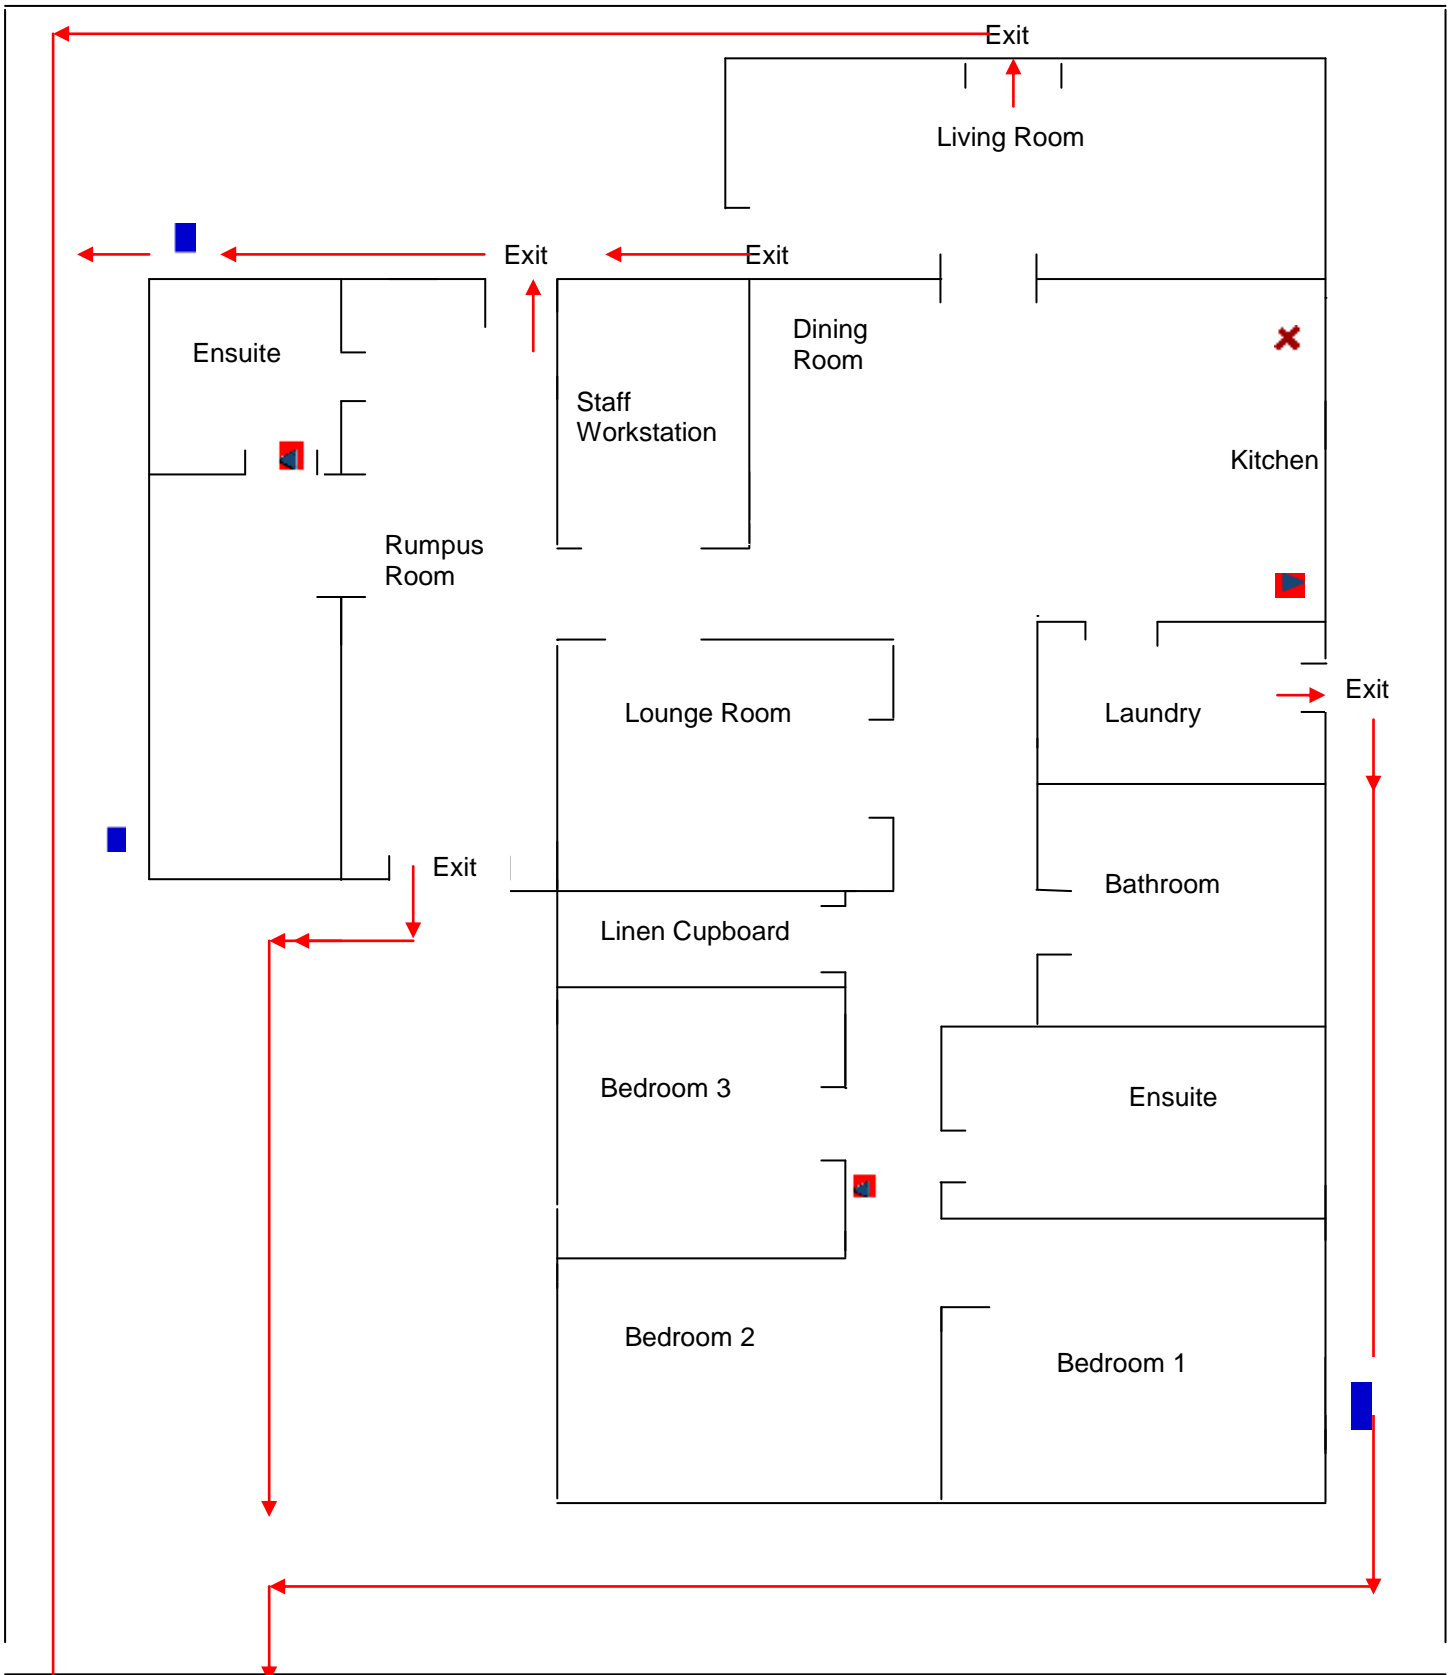 Exit
Living Room
Exit
Exit
Dining
Room
Ensuite
Staff
Workstation
Kitchen
Rumpus
Room
Exit
Lounge Room
Laundry
Exit
Bathroom
Linen Cupboard
Bedroom 3
Ensuite
Bedroom 2
Bedroom 1